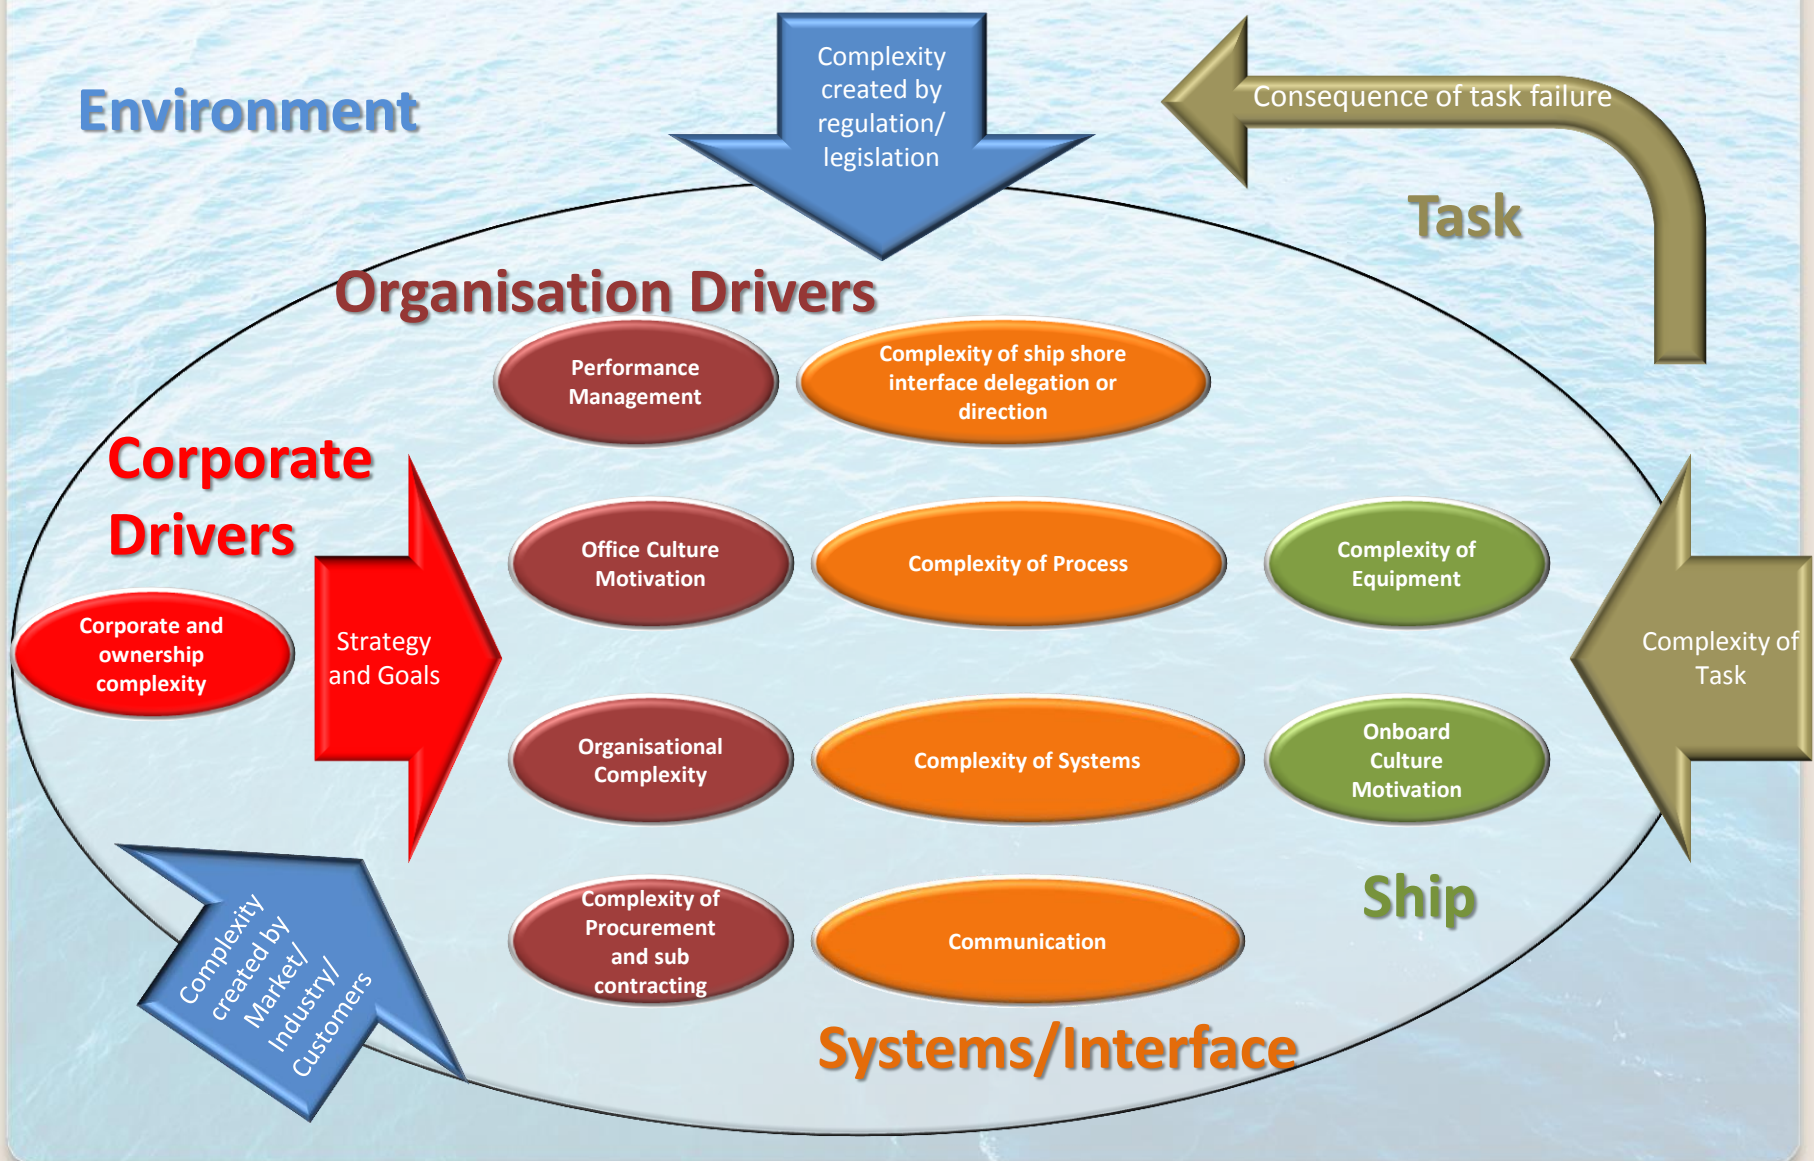 Environment
Complexity
created by
regulation/
legislation
Consequence of task failure
Task
Organisation Drivers
Performance
Management
Complexity of ship shore
interface delegation or
direction
Corporate
Drivers
Corporate and
ownership
complexity
Strategy
and Goals
Office Culture
Motivation
Complexity of Process
Complexity of
Equipment
Complexity of
Task
Organisational
Complexity
Complexity of Systems
Onboard
Culture
Motivation
Ship
Complexity
created by
Market/
Industry/
Customers
Complexity of
Procurement
and sub
contracting
Communication
Systems/Interface